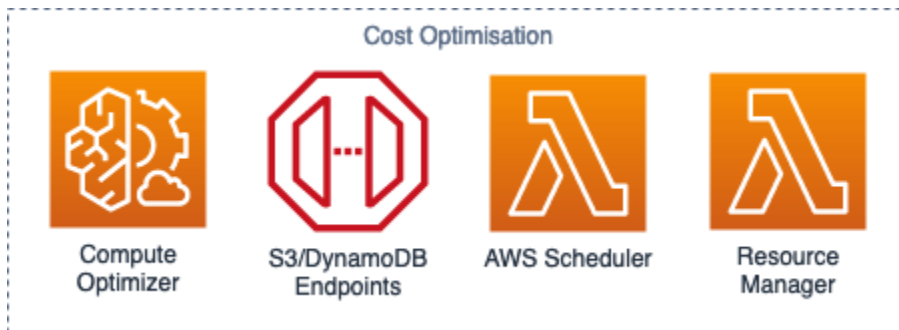 Cost Optimisation
Compute
Optimizer
S3/DynamoDB
Endpoints
AWS Scheduler
Resource
Manager